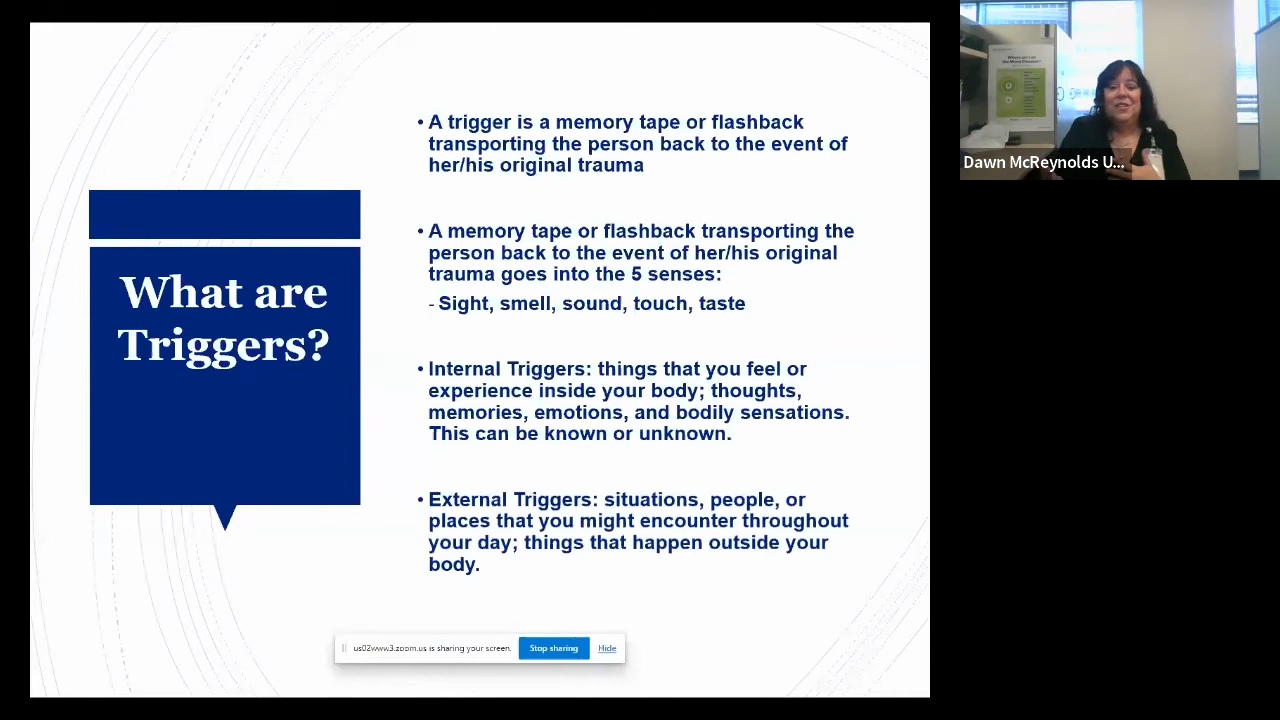 What are
Triggers?
• A trigger is a memory tape or flashback
transporting the person back to the event of
her/his original trauma
• A memory tape or flashback transporting the
person back to the event of her/his original
trauma goes into the 5 senses:
- Sight, smell, sound, touch, taste
• Internal Triggers: things that you feel or
experience inside your body; thoughts,
memories, emotions, and bodily sensations.
This can be known or unknown.
• External Triggers: situations, people, or
places that you might encounter throughout
your day; things that happen outside your
body.
us02www3.zoom.us is sharing your screen.
Stop sharing
Hide
Dawn McReynolds U...